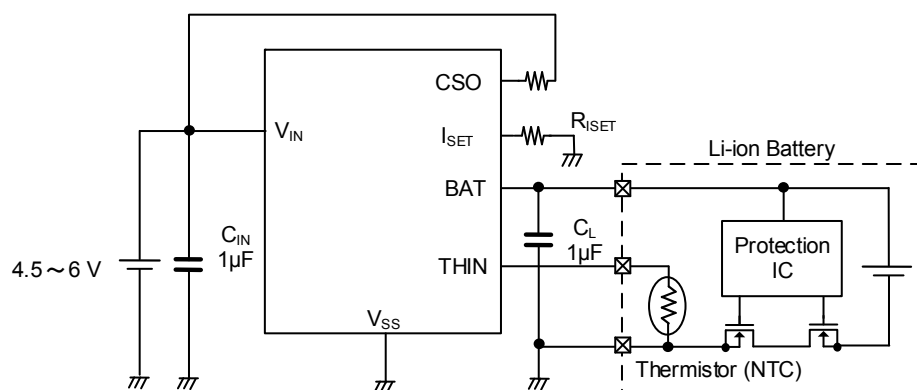 CSO
V_IN
I_SET
R_ISET
Li-ion Battery
BAT
C_IN
1μF
C_L
1μF
Protection
IC
4.5～6 V
THIN
V_SS
Thermistor (NTC)